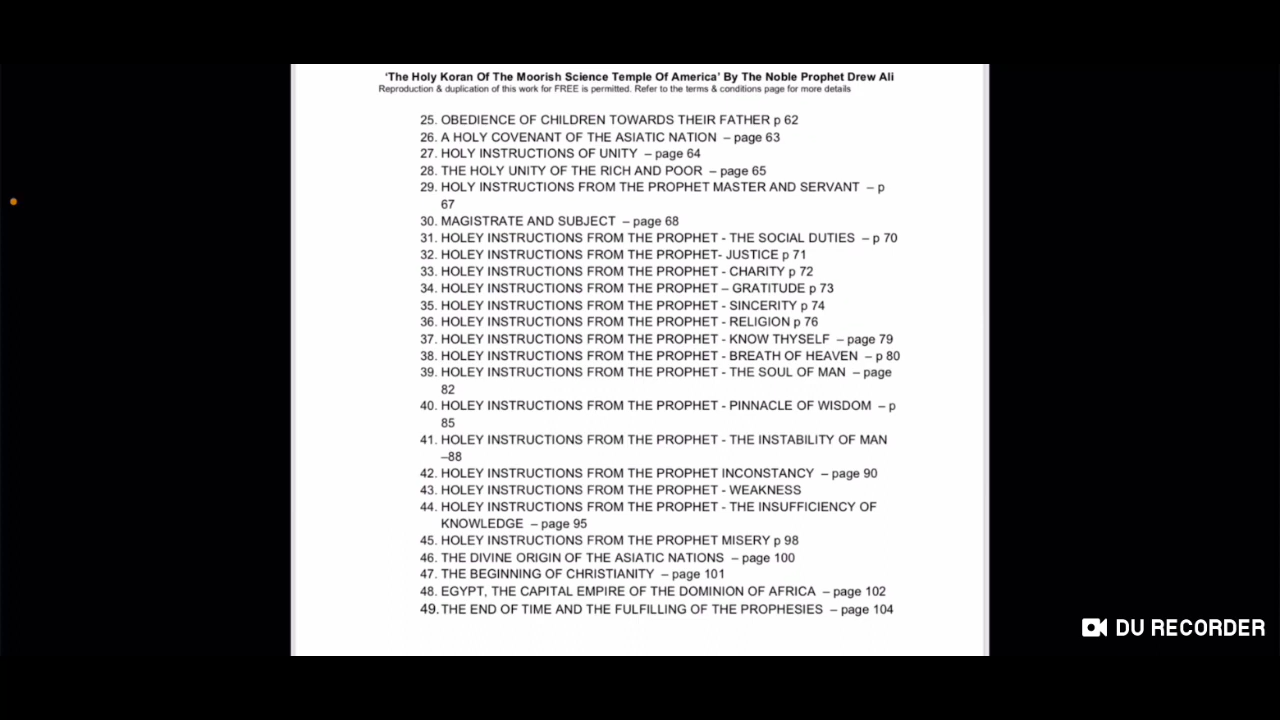 'The Holy Koran Of The Moorish Science Temple Of America' By The Noble Prophet Drew Ali
Reproduction & duplication of this work for FREE is permitted. Refer to the terms & conditions page for more details
25. OBEDIENCE OF CHILDREN TOWARDS THEIR FATHER p 62
26. A HOLY COVENANT OF THE ASIATIC NATION – page 63
27. HOLY INSTRUCTIONS OF UNITY – page 64
28. THE HOLY UNITY OF THE RICH AND POOR – page 65
29. HOLY INSTRUCTIONS FROM THE PROPHET MASTER AND SERVANT – p
67
30. MAGISTRATE AND SUBJECT – page 68
31. HOLEY INSTRUCTIONS FROM THE PROPHET - THE SOCIAL DUTIES – p 70
32. HOLEY INSTRUCTIONS FROM THE PROPHET- JUSTICE p 71
33. HOLEY INSTRUCTIONS FROM THE PROPHET - CHARITY p 72
34. HOLEY INSTRUCTIONS FROM THE PROPHET – GRATITUDE p 73
35. HOLEY INSTRUCTIONS FROM THE PROPHET - SINCERITY p 74
36. HOLEY INSTRUCTIONS FROM THE PROPHET - RELIGION p 76
37. HOLEY INSTRUCTIONS FROM THE PROPHET - KNOW THYSELF – page 79
38. HOLEY INSTRUCTIONS FROM THE PROPHET - BREATH OF HEAVEN – p 80
39. HOLEY INSTRUCTIONS FROM THE PROPHET - THE SOUL OF MAN – page
82
40. HOLEY INSTRUCTIONS FROM THE PROPHET - PINNACLE OF WISDOM – p
85
41. HOLEY INSTRUCTIONS FROM THE PROPHET - THE INSTABILITY OF MAN
–88
42. HOLEY INSTRUCTIONS FROM THE PROPHET INCONSTANCY – page 90
43. HOLEY INSTRUCTIONS FROM THE PROPHET - WEAKNESS
44. HOLEY INSTRUCTIONS FROM THE PROPHET - THE INSUFFICIENCY OF
KNOWLEDGE – page 95
45. HOLEY INSTRUCTIONS FROM THE PROPHET MISERY p 98
46. THE DIVINE ORIGIN OF THE ASIATIC NATIONS – page 100
47. THE BEGINNING OF CHRISTIANITY – page 101
48. EGYPT, THE CAPITAL EMPIRE OF THE DOMINION OF AFRICA – page 102
49. THE END OF TIME AND THE FULFILLING OF THE PROPHESIES – page 104
DU RECORDER